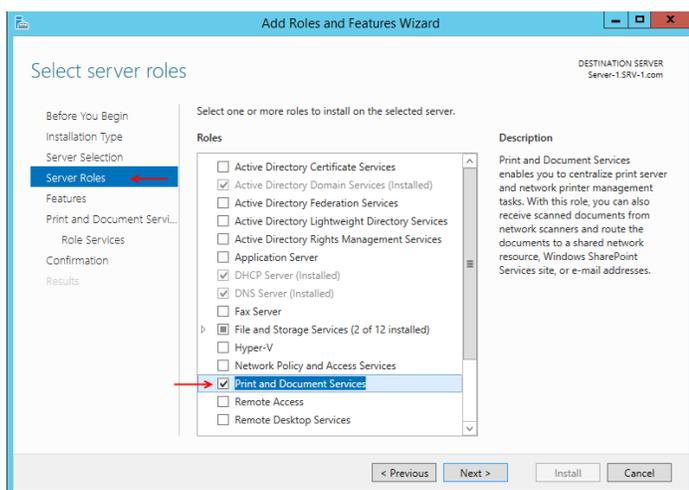 Add Roles and Features Wizard
Select server roles
DESTINATION SERVER
Server-1.SRV-1.com
Before You Begin
Installation Type
Server Selection
Server Roles
Features
Print and Document Servi...
Role Services
Confirmation
Results
Select one or more roles to install on the selected server.
Roles
Active Directory Certificate Services
Active Directory Domain Services (Installed)
Active Directory Federation Services
Active Directory Lightweight Directory Services
Active Directory Rights Management Services
Application Server
DHCP Server (Installed)
DNS Server (Installed)
Fax Server
File and Storage Services (2 of 12 installed)
Hyper-V
Network Policy and Access Services
Print and Document Services
Remote Access
Remote Desktop Services
Description
Print and Document Services
enables you to centralize print server
and network printer management
tasks. With this role, you can also
receive scanned documents from
network scanners and route the
documents to a shared network
resource, Windows SharePoint
Services site, or e-mail addresses.
< Previous
Next >
Install
Cancel